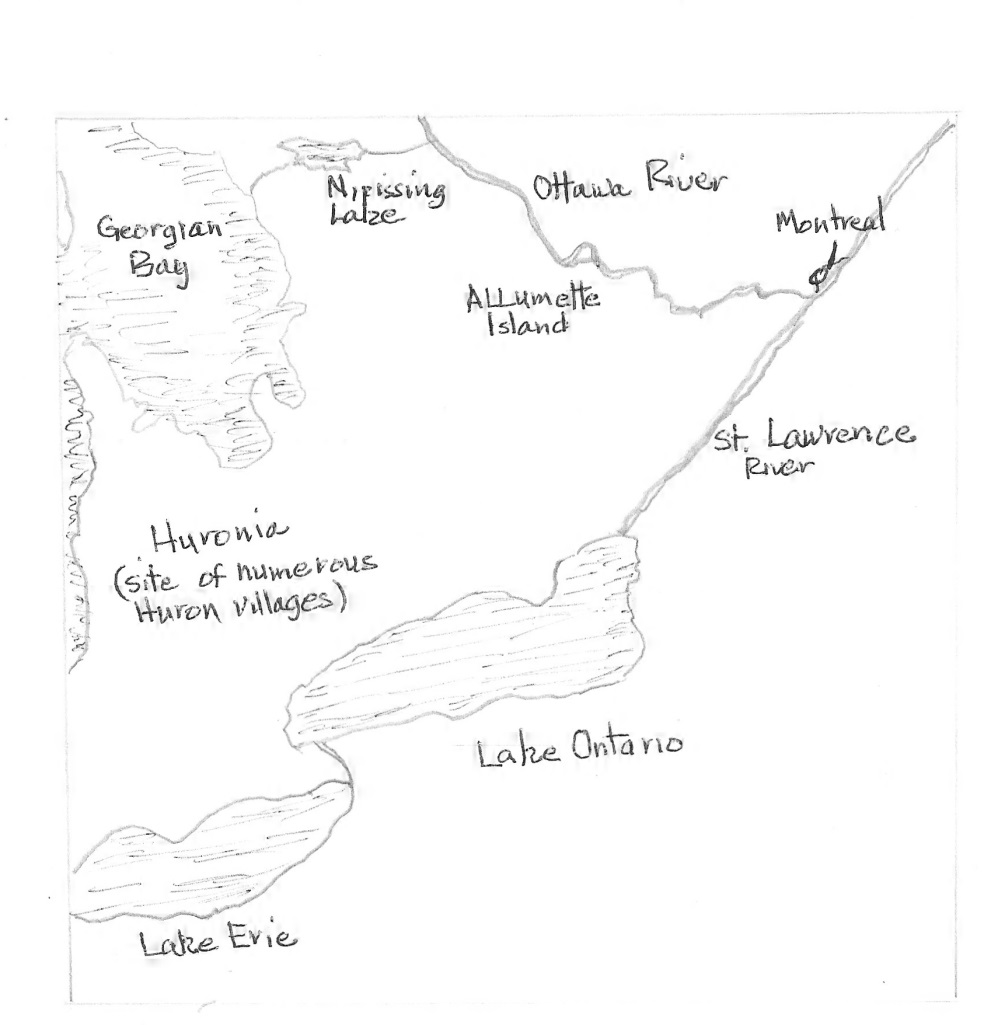 Nipissing
Lake
Ottawa River
Georgian
Bay
Montreal
Allumette
Island
St. Lawrence
River
Huronia
(site of numerous
Huron villages)
Lake Ontario
Lake Erie